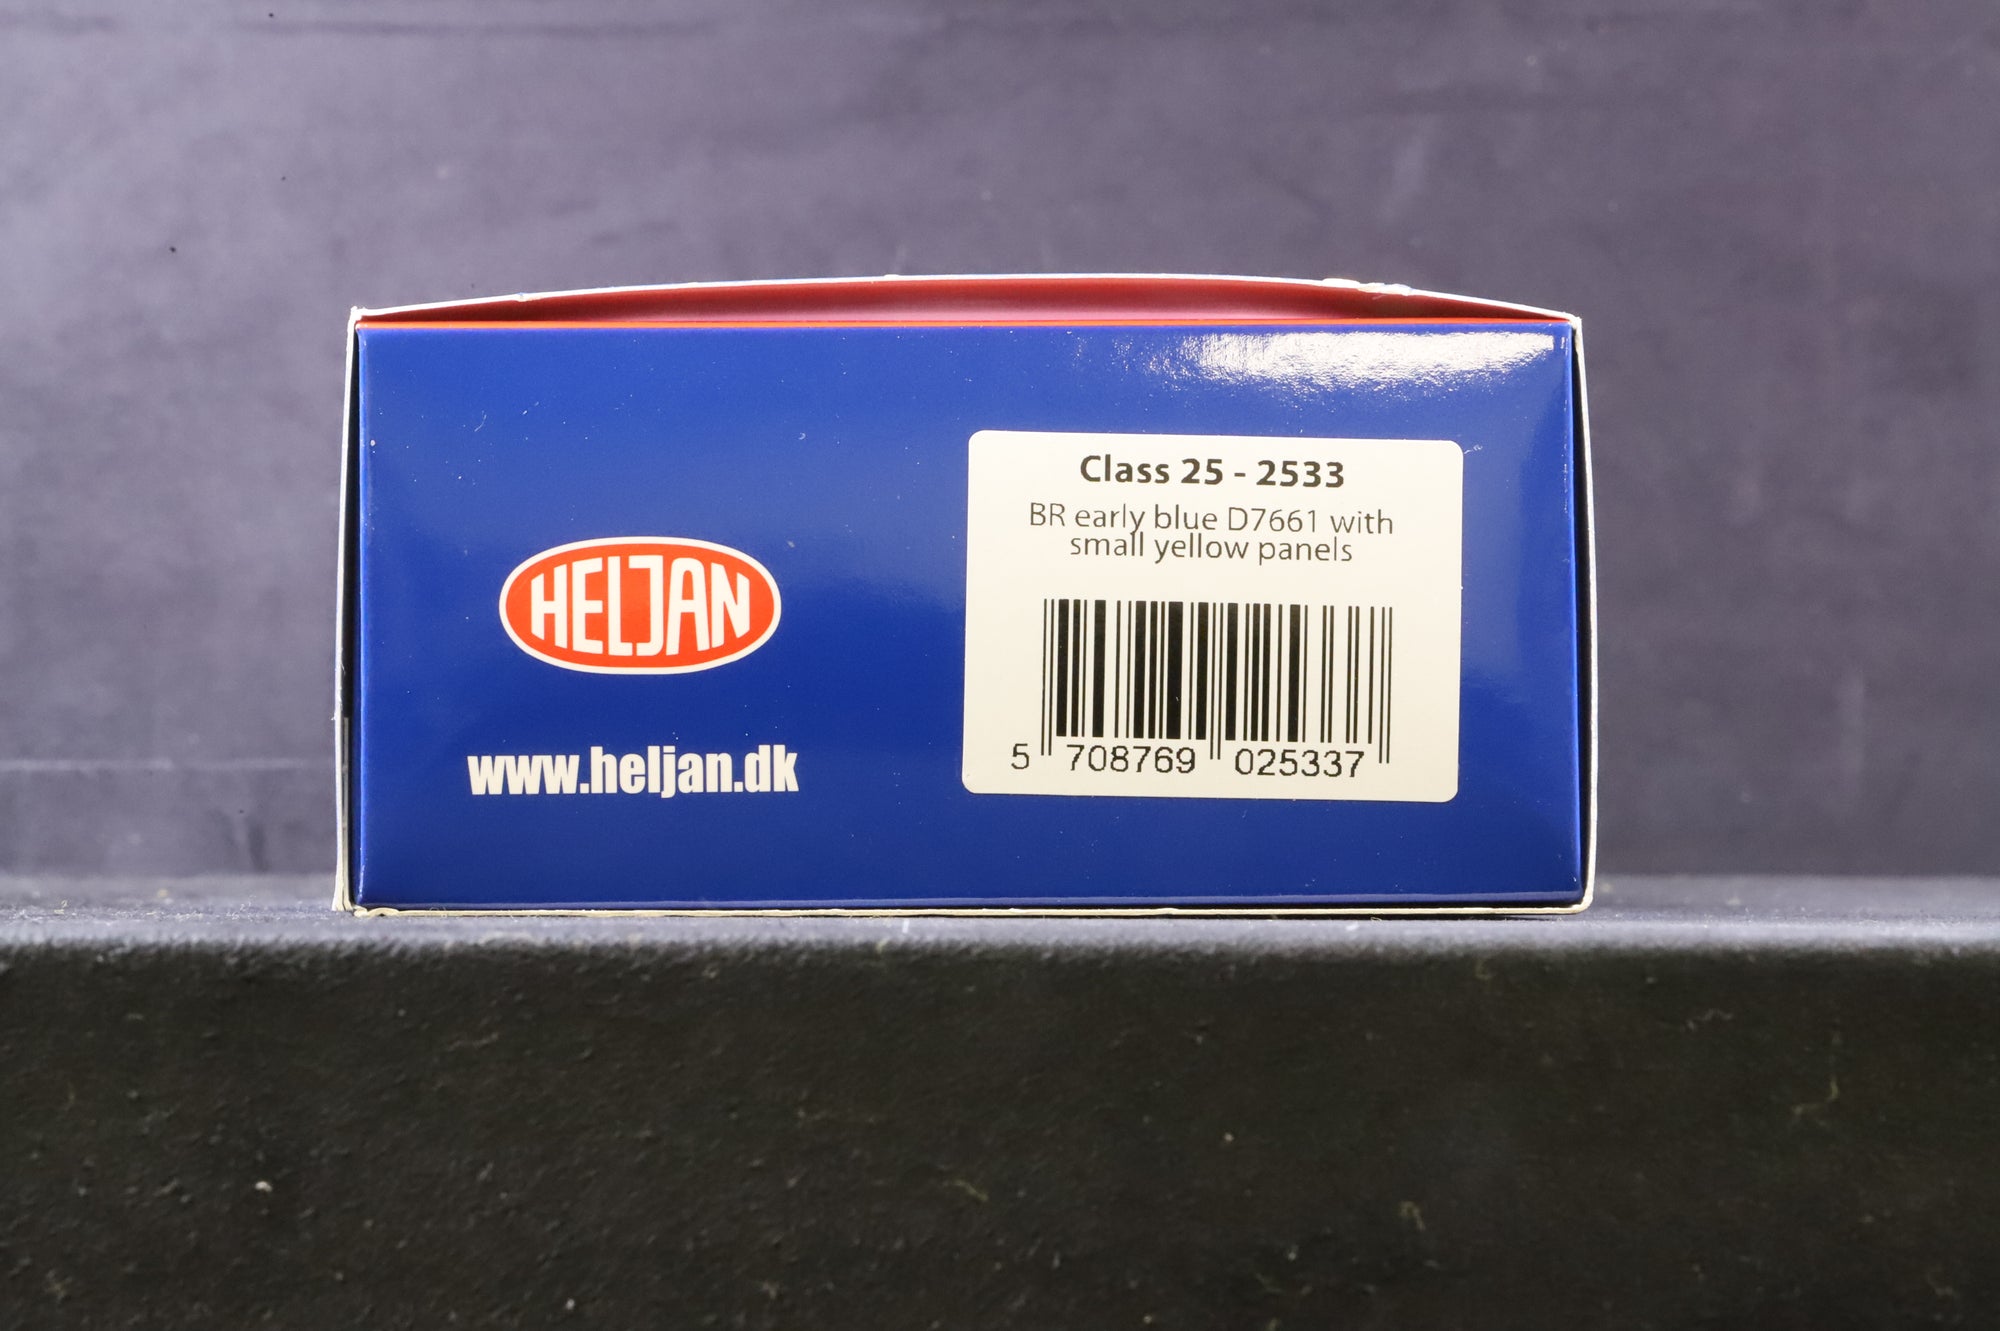 HELJAN
www.heljan.dk
Class 25 - 2533
BR early blue D7661 with
small yellow panels
5 708769 025337